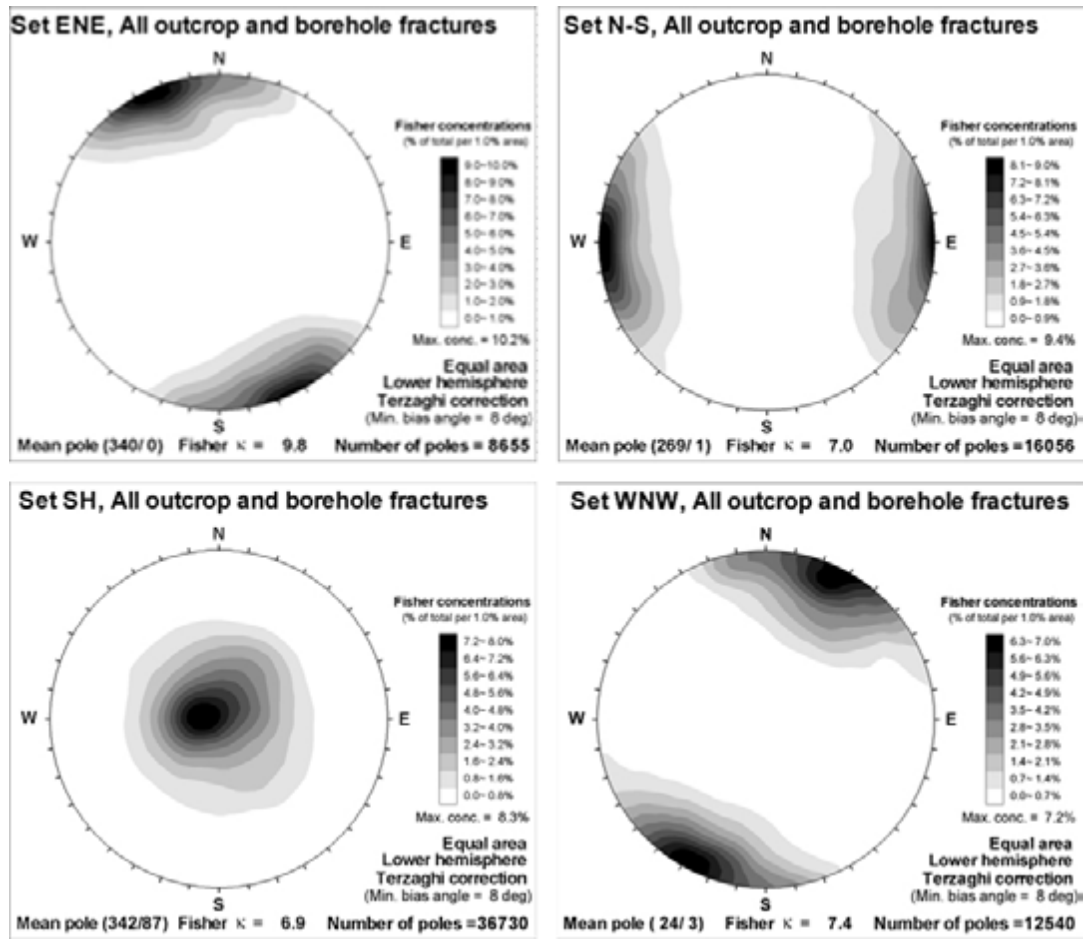 Set ENE, All outcrop and borehole fractures
N
Fisher concentrations
(% of total per 1.0% area)
9.0~10.0%
8.0~ 9.0%
7.0~ 8.0%
6.0~ 7.0%
5.0~ 6.0%
4.0~ 5.0%
3.0~ 4.0%
2.0~ 3.0%
1.0~ 2.0%
0.0~ 1.0%
W
E
Max. conc. = 10.2%
Equal area
Lower hemisphere
Terzaghi correction
(Min. bias angle = 8 deg)
S
Mean pole (340/ 0) Fisher κ = 9.8 Number of poles = 8655
Set N-S, All outcrop and borehole fractures
N
Fisher concentrations
(% of total per 1.0% area)
8.1~ 9.0%
7.2~ 8.1%
6.3~ 7.2%
5.4~ 6.3%
4.5~ 5.4%
3.6~ 4.5%
2.7~ 3.6%
1.8~ 2.7%
0.9~ 1.8%
0.0~ 0.9%
W
E
Max. conc. = 9.4%
Equal area
Lower hemisphere
Terzaghi correction
(Min. bias angle = 8 deg)
S
Mean pole (269/ 1) Fisher κ = 7.0 Number of poles =16056
Set SH, All outcrop and borehole fractures
N
Fisher concentrations
(% of total per 1.0% area)
7.2~ 8.0%
6.4~ 7.2%
5.6~ 6.4%
4.8~ 5.6%
4.0~ 4.8%
3.2~ 4.0%
2.4~ 3.2%
1.6~ 2.4%
0.8~ 1.6%
0.0~ 0.8%
W
E
Max. conc. = 8.3%
Equal area
Lower hemisphere
Terzaghi correction
(Min. bias angle = 8 deg)
S
Mean pole (342/87) Fisher κ = 6.9 Number of poles =36730
Set WNW, All outcrop and borehole fractures
N
Fisher concentrations
(% of total per 1.0% area)
6.3~ 7.0%
5.6~ 6.3%
4.9~ 5.6%
4.2~ 4.9%
3.5~ 4.2%
2.8~ 3.5%
2.1~ 2.8%
1.4~ 2.1%
0.7~ 1.4%
0.0~ 0.7%
W
E
Max. conc. = 7.2%
Equal area
Lower hemisphere
Terzaghi correction
(Min. bias angle = 8 deg)
S
Mean pole ( 24/ 3) Fisher κ = 7.4 Number of poles =12540